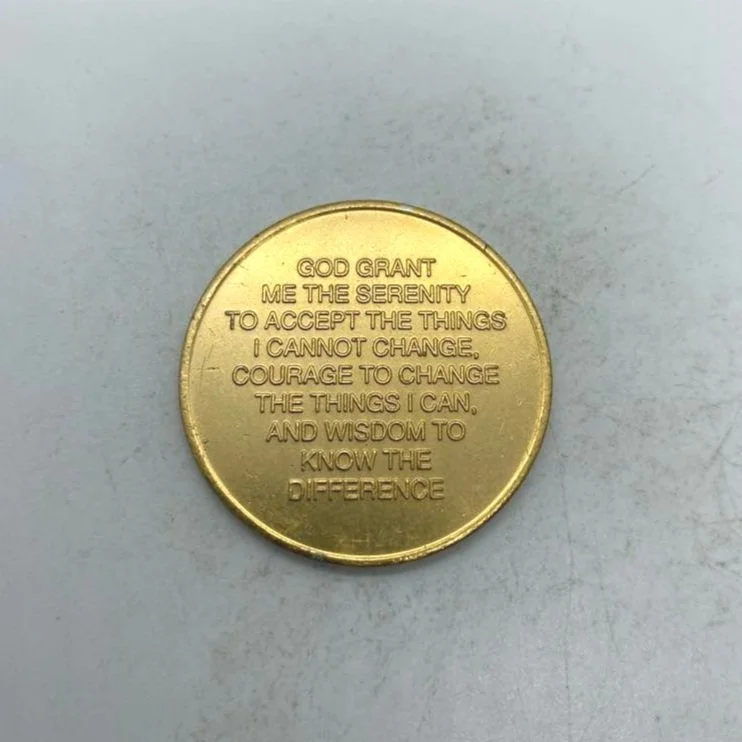 GOD GRANT
ME THE SERENITY
TO ACCEPT THE THINGS
I CANNOT CHANGE,
COURAGE TO CHANGE
THE THINGS I CAN,
AND WISDOM TO
KNOW THE
DIFFERENCE